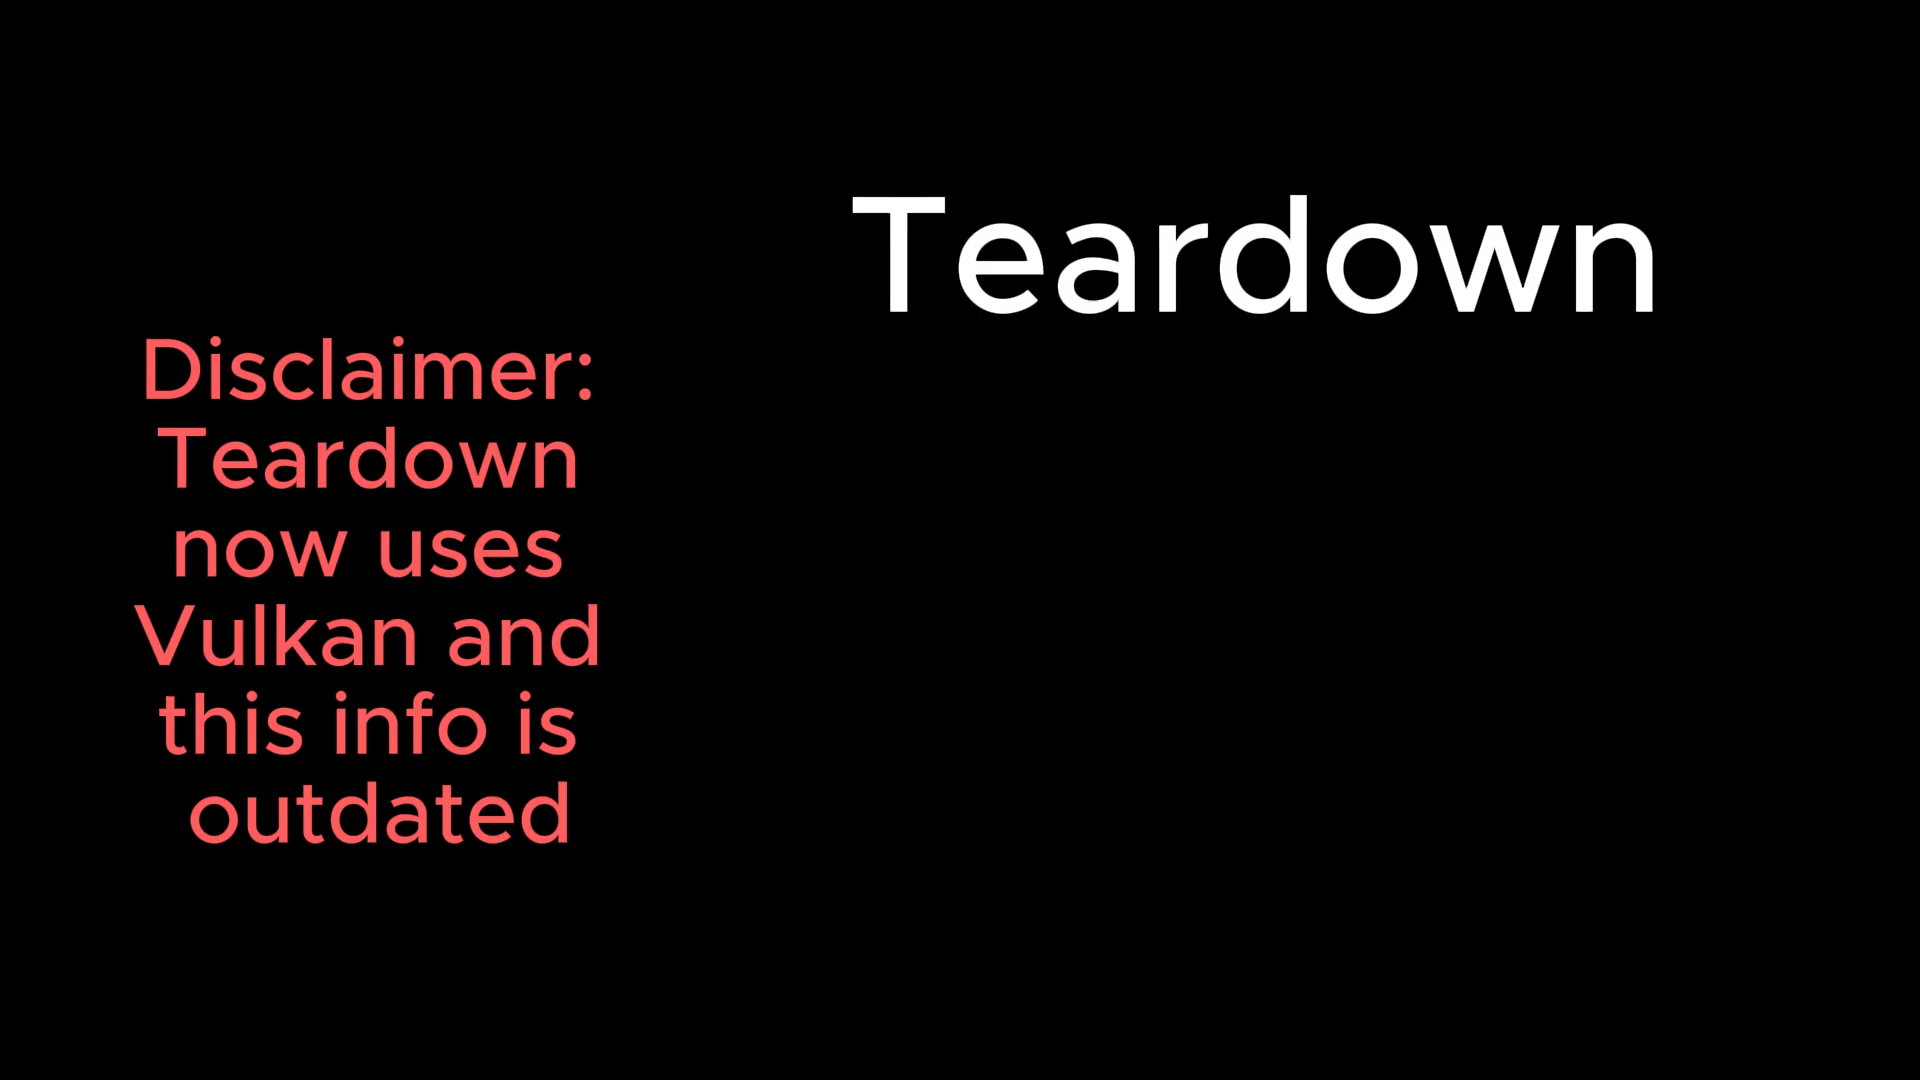 Teardown
Disclaimer:
Teardown
now uses
Vulkan and
this info is
outdated